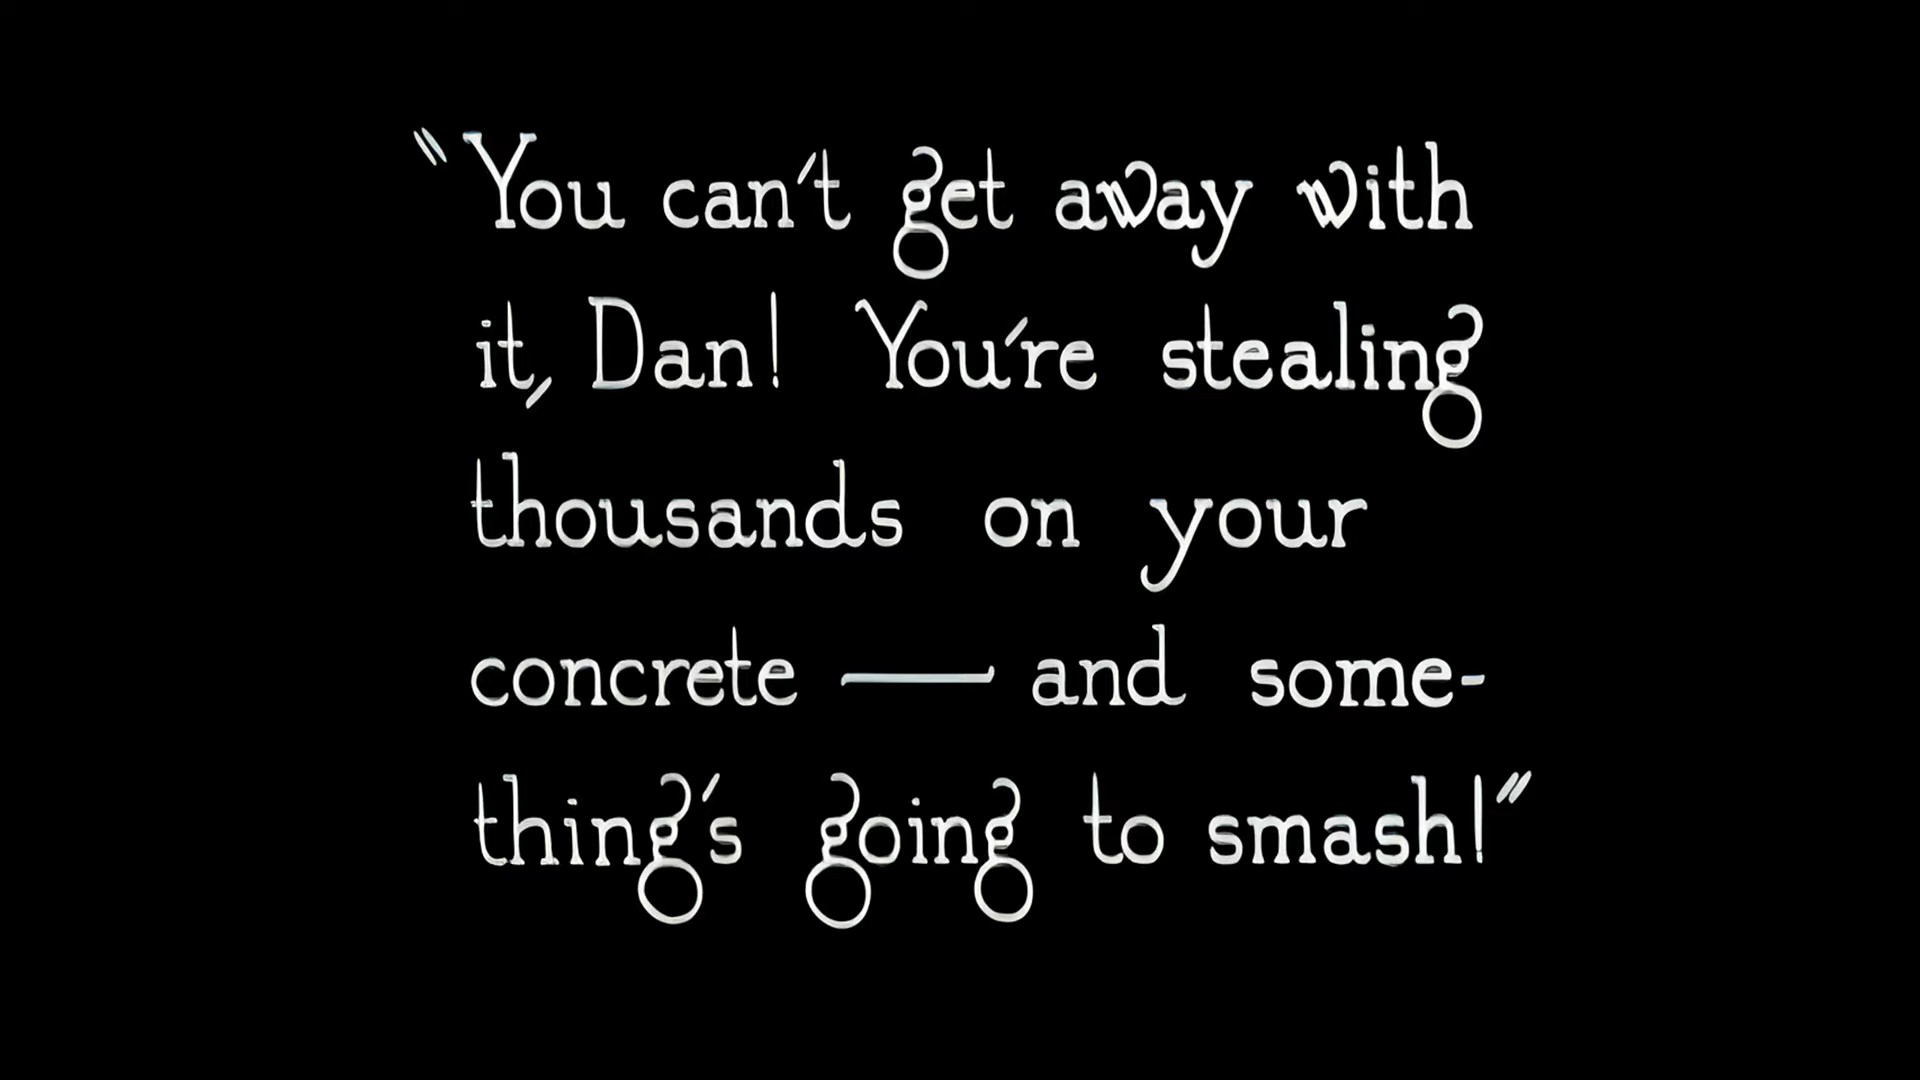 “You can't get away with
it, Dan! You're stealing
thousands on your
concrete — and some-
thing's going to smash!”